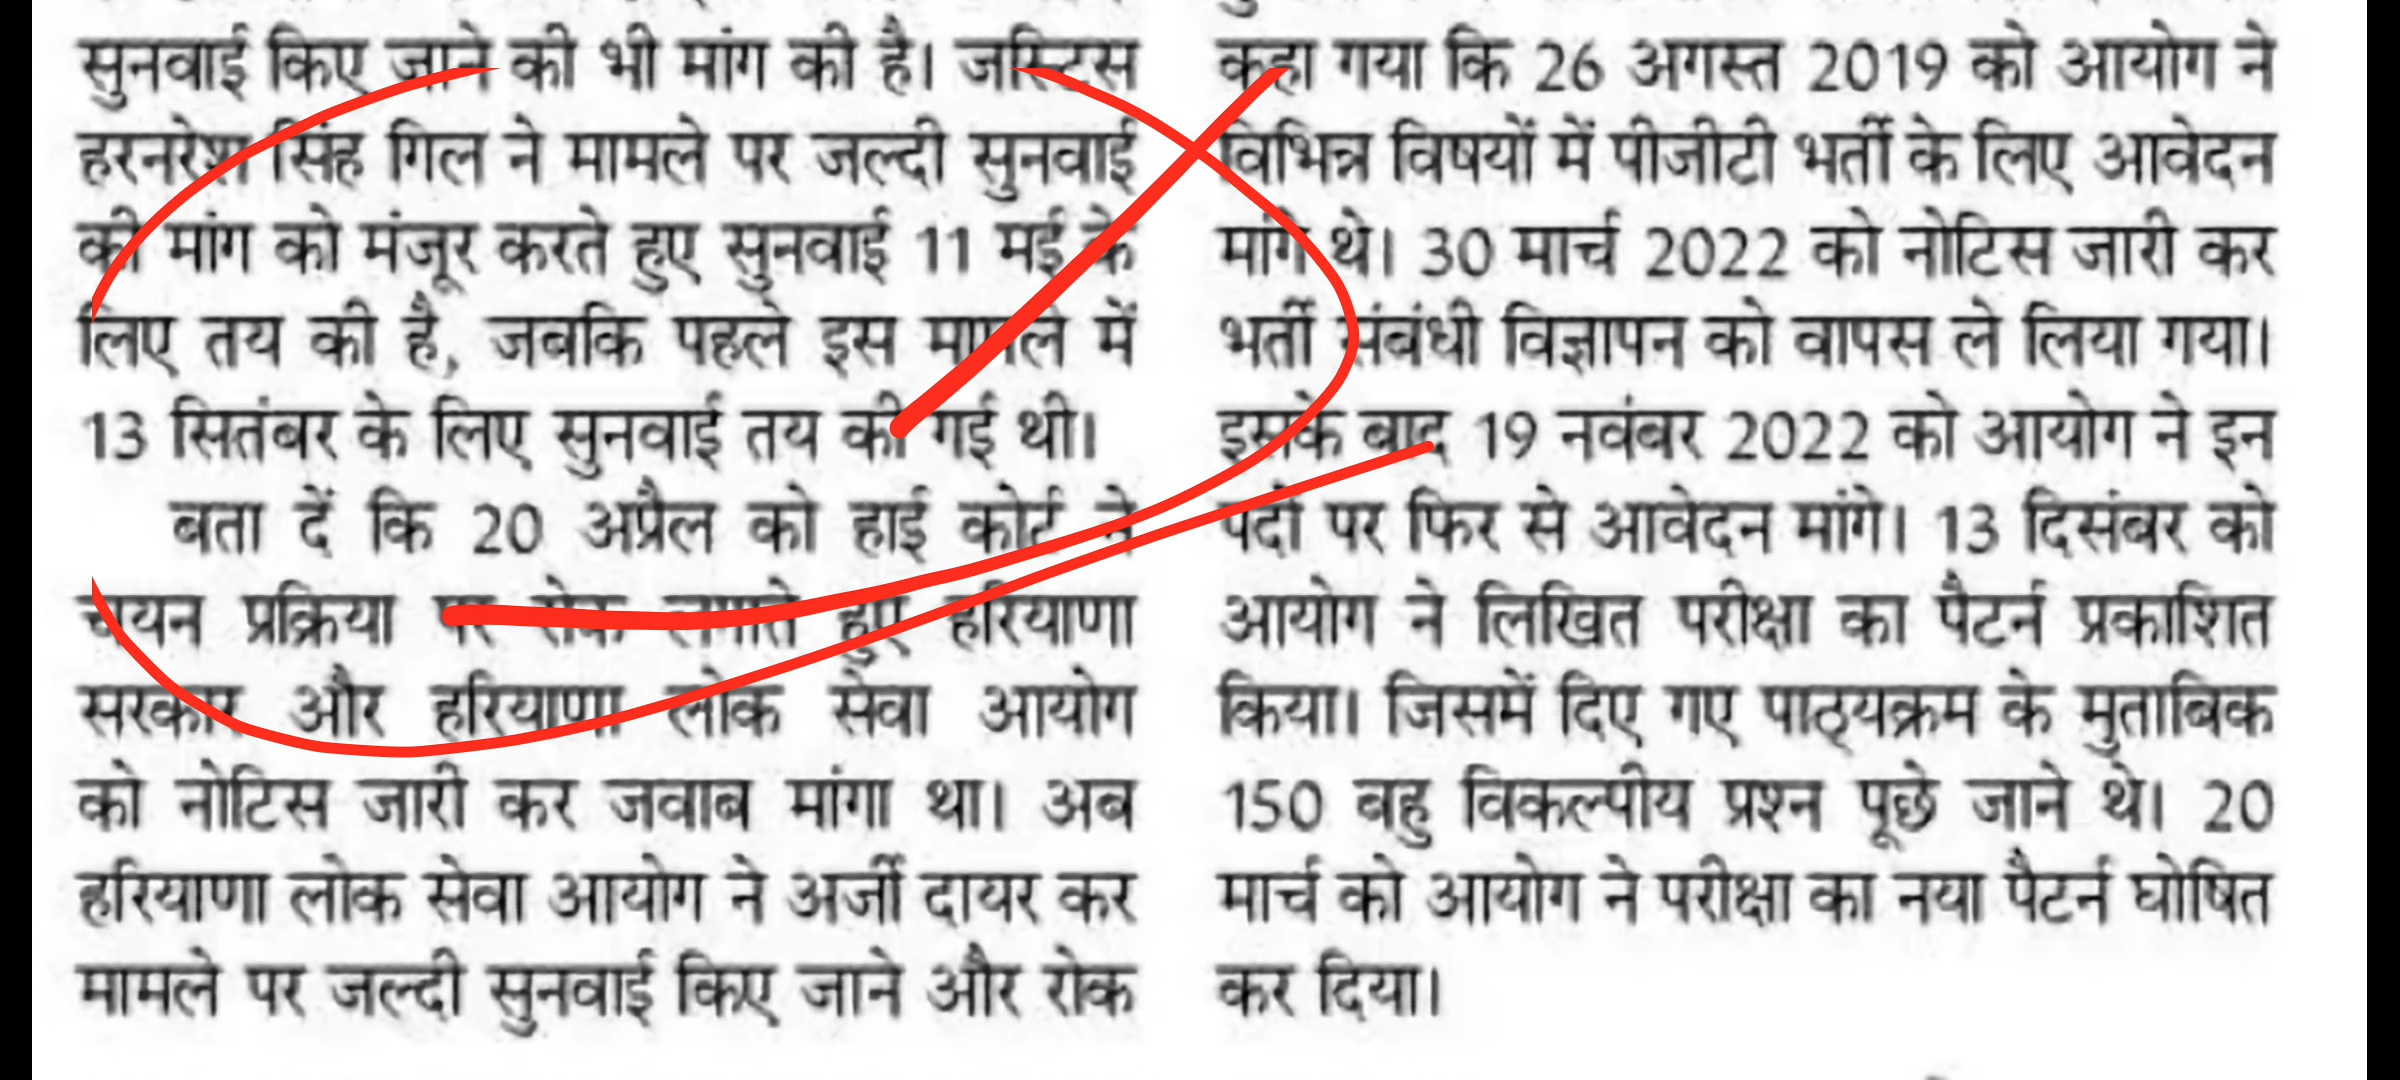 सुनवाई किए जाने की भी मांग की है। जस्टिस
हरनरेश सिंह गिल ने मामले पर जल्दी सुनवाई
की मांग को मंजूर करते हुए सुनवाई 11 मई के
लिए तय की है, जबकि पहले इस मामले में
13 सितंबर के लिए सुनवाई तय की गई थी।
बता दें कि 20 अप्रैल को हाई कोर्ट ने
चयन प्रक्रिया पर रोक लगाते हुए हरियाणा
सरकार और हरियाणा लोक सेवा आयोग
को नोटिस जारी कर जवाब मांगा था। अब
हरियाणा लोक सेवा आयोग ने अर्जी दायर कर
मामले पर जल्दी सुनवाई किए जाने और रोक
कहा गया कि 26 अगस्त 2019 को आयोग ने
विभिन्न विषयों में पीजीटी भर्ती के लिए आवेदन
मांगे थे। 30 मार्च 2022 को नोटिस जारी कर
भर्ती संबंधी विज्ञापन को वापस ले लिया गया।
इसके बाद 19 नवंबर 2022 को आयोग ने इन
पदों पर फिर से आवेदन मांगे। 13 दिसंबर को
आयोग ने लिखित परीक्षा का पैटर्न प्रकाशित
किया। जिसमें दिए गए पाठ्यक्रम के मुताबिक
150 बहु विकल्पीय प्रश्न पूछे जाने थे। 20
मार्च को आयोग ने परीक्षा का नया पैटर्न घोषित
कर दिया।